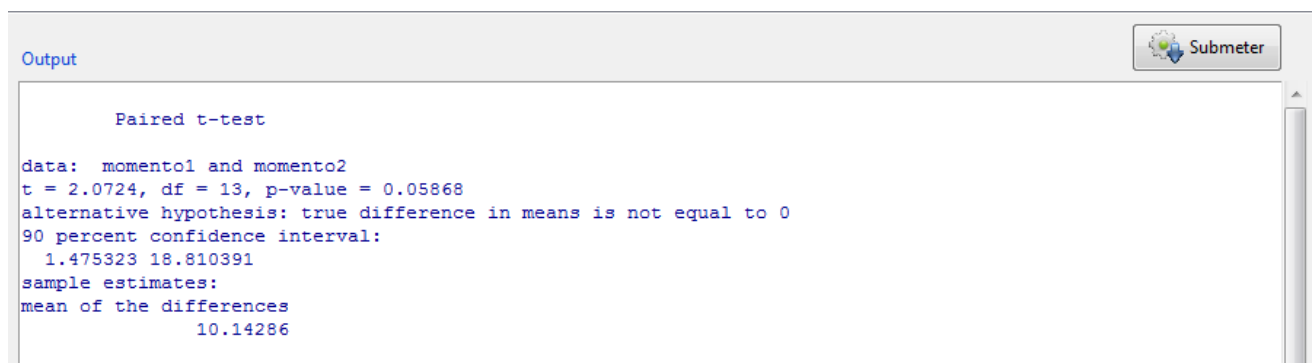 Output
Submeter
Paired t-test
data:  momento1 and momento2
t = 2.0724, df = 13, p-value = 0.05868
alternative hypothesis: true difference in means is not equal to 0
90 percent confidence interval:
1.475323 18.810391
sample estimates:
mean of the differences
10.14286